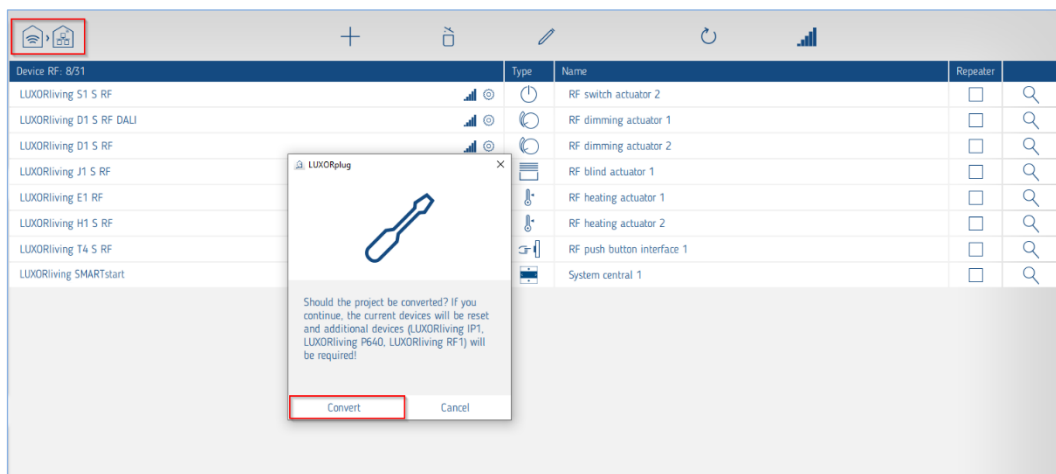 Device RF: 8/31 Type Name Repeater
LUXORliving S1 S RF RF switch actuator 2
LUXORliving D1 S RF DALI RF dimming actuator 1
LUXORliving D1 S RF RF dimming actuator 2
LUXORliving J1 S RF RF blind actuator 1
LUXORliving E1 RF RF heating actuator 1
LUXORliving H1 S RF RF heating actuator 2
LUXORliving T4 S RF RF push button interface 1
LUXORliving SMARTstart System central 1
LUXORplug
Should the project be converted? If you
continue, the current devices will be reset
and additional devices (LUXORliving IP1,
LUXORliving P640, LUXORliving RF1) will
be required!
Convert Cancel